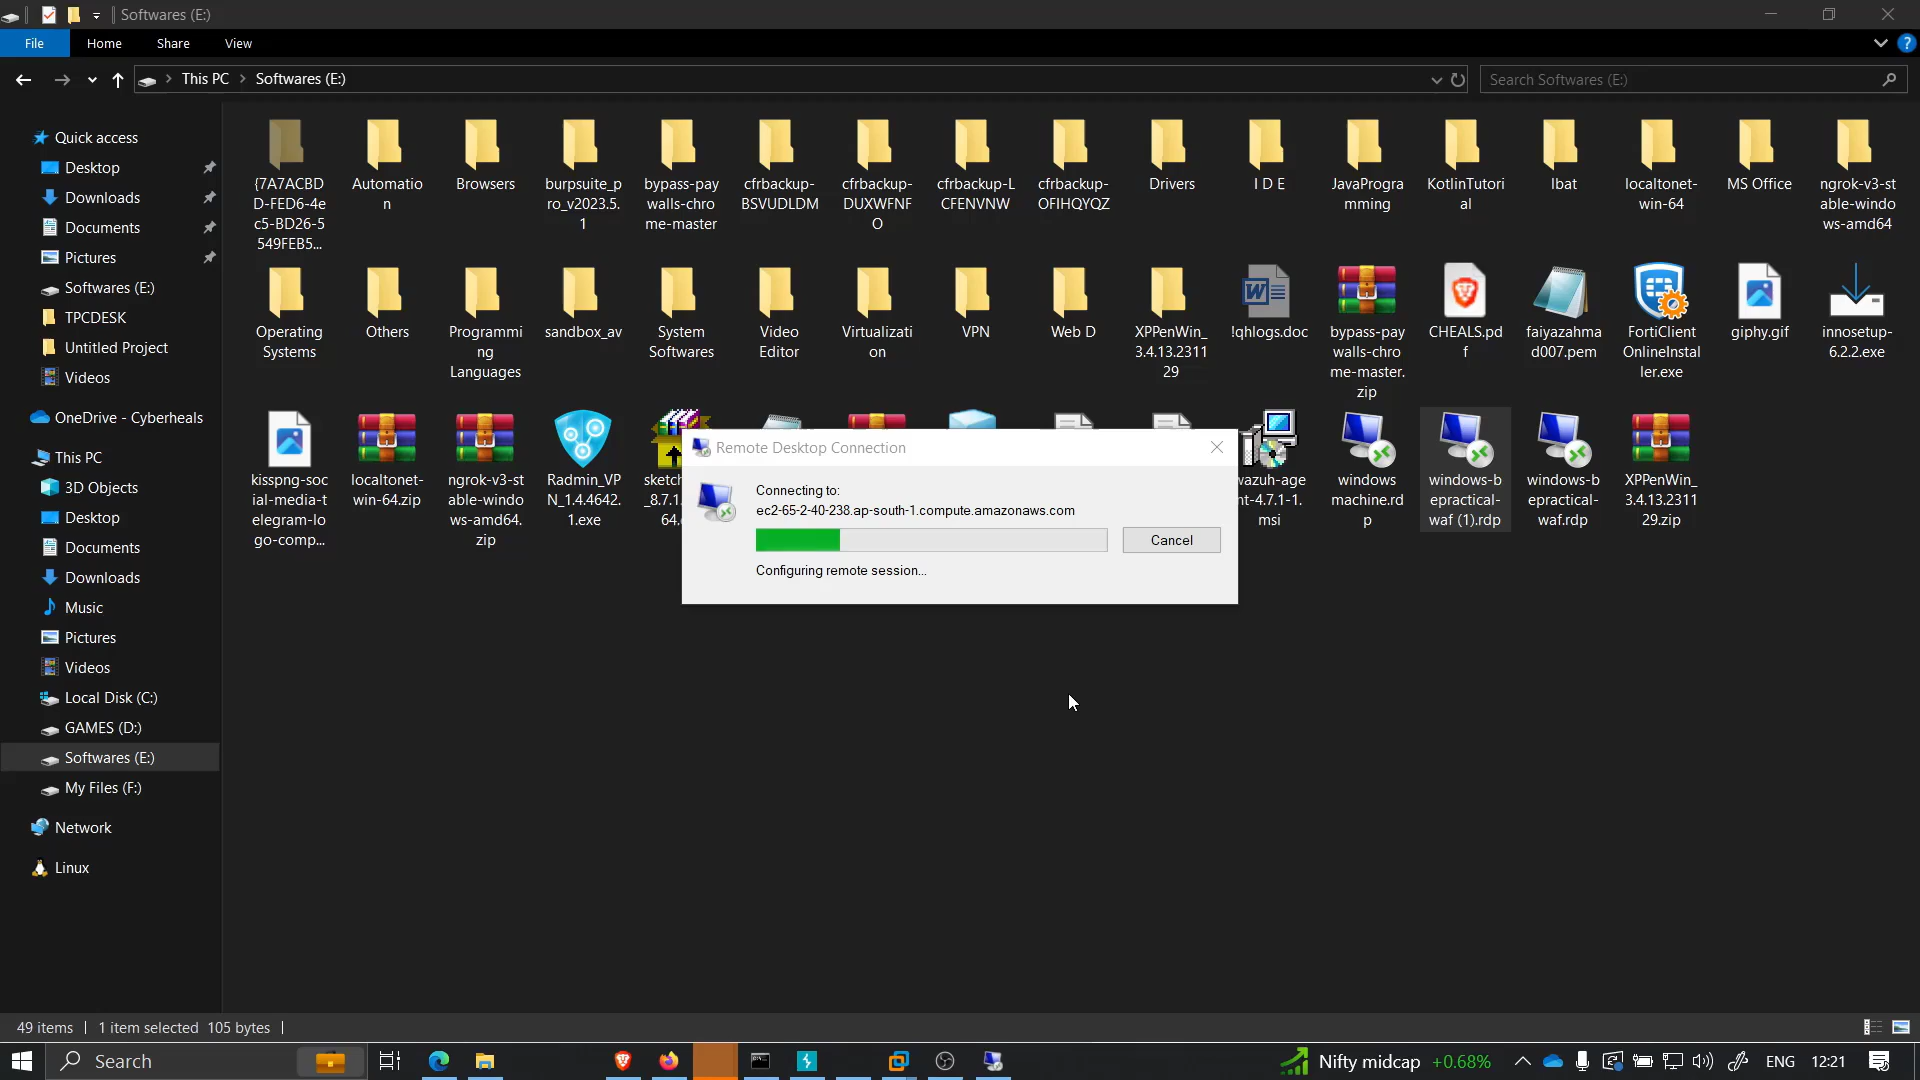 Softwares (E:)
File
Home
Share
View
This PC
Softwares (E:)
Search Softwares (E:)
Quick access
Desktop
Downloads
Documents
Pictures
Softwares (E:)
TPCDESK
Untitled Project
Videos
OneDrive - Cyberheals
This PC
3D Objects
Desktop
Documents
Downloads
Music
Pictures
Videos
Local Disk (C:)
GAMES (D:)
Softwares (E:)
My Files (F:)
Network
Linux
{7A7ACBD
D-FED6-4e
c5-BD26-5
549FEB5...
Automatio
n
Browsers
burpsuite_p
ro_v2023.5.
1
bypass-pay
walls-chro
me-master
cfrbackup-
BSVUDLDM
cfrbackup-
DUXWFNF
O
cfrbackup-L
CFENVNW
cfrbackup-
OFIHQYQZ
Drivers
I D E
JavaProgra
mming
KotlinTutori
al
lbat
localtonet-
win-64
MS Office
ngrok-v3-st
able-windo
ws-amd64
Operating
Systems
Others
Programmi
ng
Languages
sandbox_av
System
Softwares
Video
Editor
Virtualizati
on
VPN
Web D
XPPenWin_
3.4.13.2311
29
!qhlogs.doc
bypass-pay
walls-chro
me-master.
zip
CHEALS.pd
f
faiyazahma
d007.pem
FortiClient
OnlineInstal
ler.exe
giphy.gif
innosetup-
6.2.2.exe
kisspng-soc
ial-media-t
elegram-lo
go-comp...
localtonet-
win-64.zip
ngrok-v3-st
able-windo
ws-amd64.
zip
Radmin_VP
N_1.4.4642.
1.exe
sketch
_8.7.1.
64.
wazuh-age
nt-4.7.1-1.
msi
windows
machine.rd
p
windows-b
epractical-
waf (1).rdp
windows-b
epractical-
waf.rdp
XPPenWin_
3.4.13.2311
29.zip
Remote Desktop Connection
Connecting to:
ec2-65-2-40-238.ap-south-1.compute.amazonaws.com
Cancel
Configuring remote session...
49 items
1 item selected 105 bytes
Search
Nifty midcap +0.68%
ENG
12:21